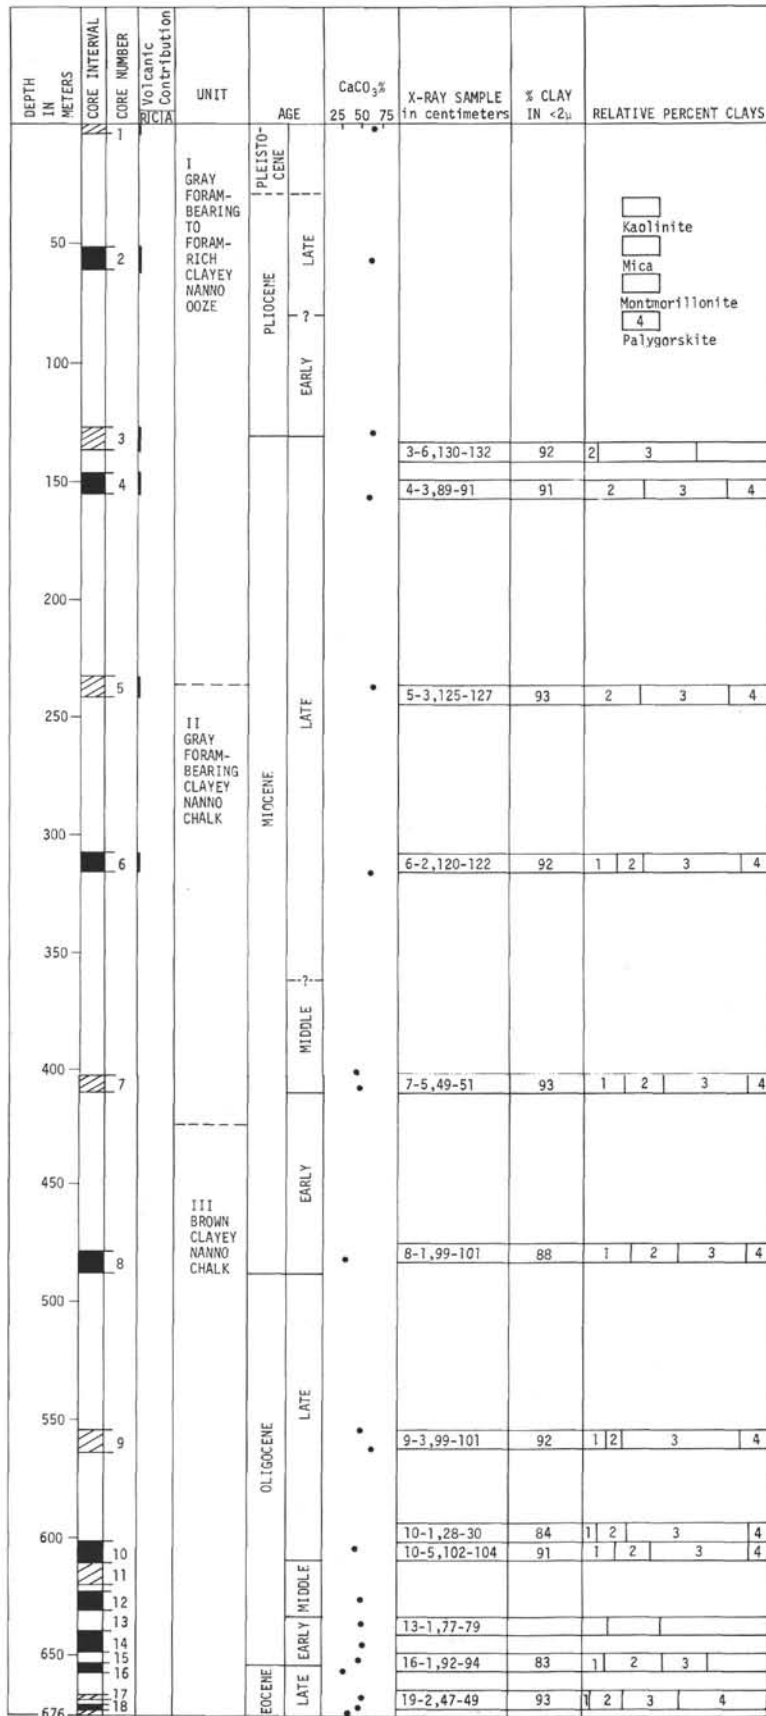 DEPTH IN METERS
CORE INTERVAL
CORE NUMBER
Volcanic Contribution
R C A
UNIT
AGE
CaCO3%
25 50 75
X-RAY SAMPLE
in centimeters
% CLAY
IN <2μ
RELATIVE PERCENT CLAYS
1
I
GRAY
FORAM-
BEARING
TO
FORAM-
RICH
CLAYEY
NANNO
OOZE
PLEISTO-
CENE
PLIOCENE
LATE
?
EARLY
Kaolinite
Mica
Montmorillonite
4
Palygorskite
50
2
100
3
3-6,130-132 92 2 3
150
4
4-3,89-91 91 2 3 4
200
5
5-3,125-127 93 2 3 4
250
II
GRAY
FORAM-
BEARING
CLAYEY
NANNO
CHALK
MIOCENE
LATE
300
6
6-2,120-122 92 1 2 3 4
350
?
MIDDLE
400
7
7-5,49-51 93 1 2 3 4
450
III
BROWN
CLAYEY
NANNO
CHALK
EARLY
8
8-1,99-101 88 1 2 3 4
500
OLIGOCENE
LATE
550
9
9-3,99-101 92 1 2 3 4
600
10-1,28-30 84 1 2 3 4
10
10-5,102-104 91 1 2 3 4
11
MIDDLE
12
13
13-1,77-79
EARLY
14
650
15
16
16-1,92-94 83 1 2 3
EOCENE
LATE
17
18
19-2,47-49 93 1 2 3 4
676